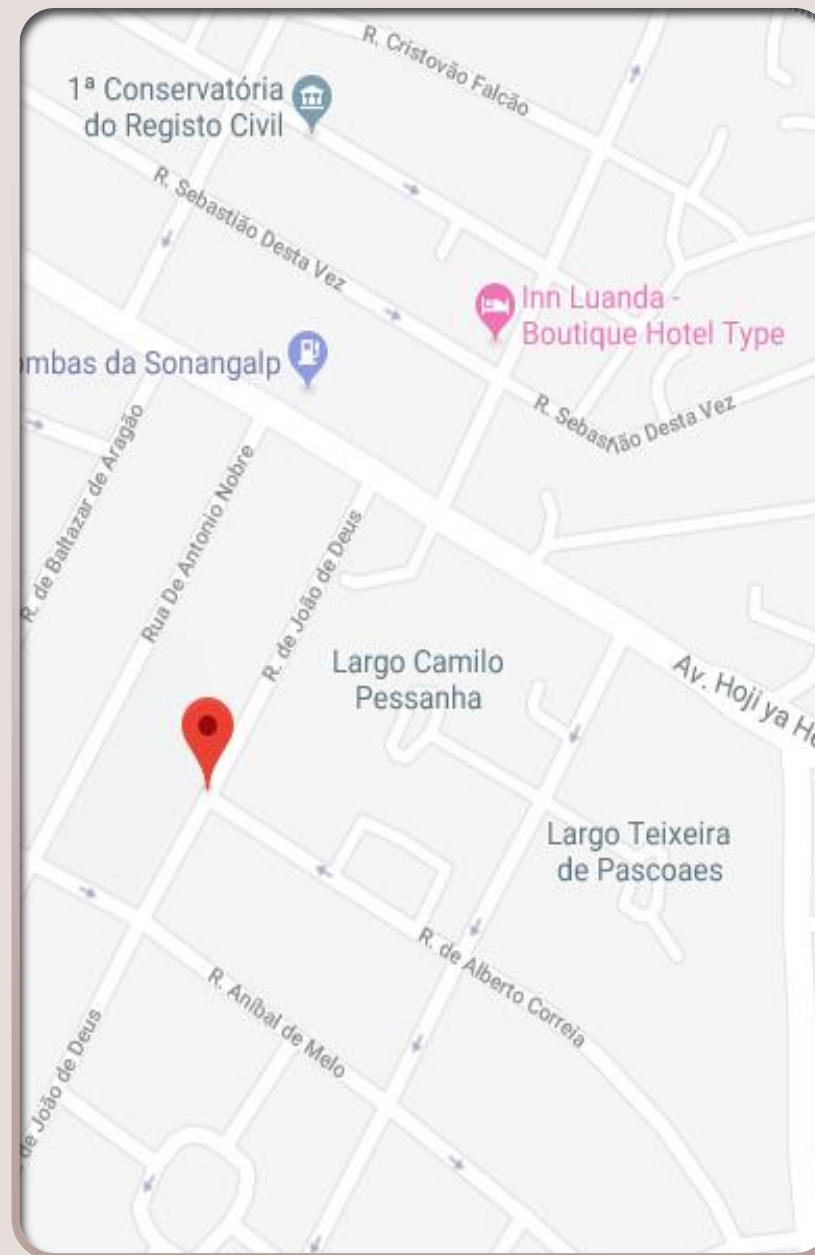 R. Cristovão Falcão
1ª Conservatória
do Registo Civil
R. Sebastião Desta Vez
Inn Luanda -
Boutique Hotel Type
ombas da Sonangalp
R. Sebastião Desta Vez
R. de Baltazar de Aragão
Rua De Antonio Nobre
R. de João de Deus
Largo Camilo
Pessanha
Av. Hoji ya He
Largo Teixeira
de Pascoaes
R. de Alberto Correia
R. Aníbal de Melo
de João de Deus